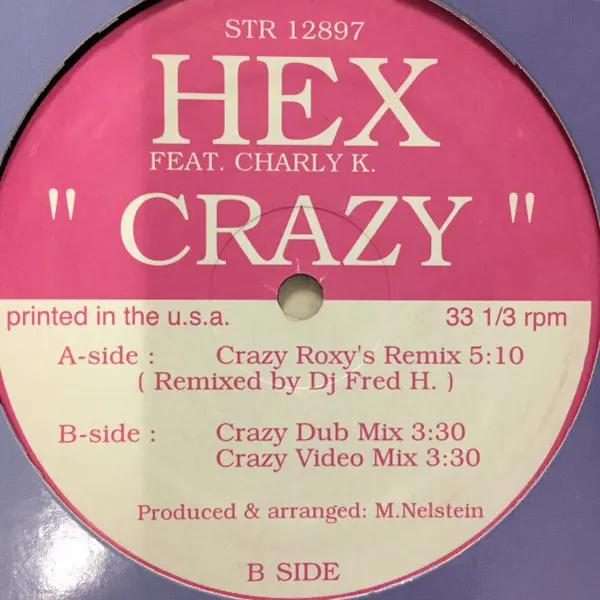 STR 12897
HEX
FEAT. CHARLY K.
" CRAZY "
printed in the u.s.a. 33 1/3 rpm
A-side : Crazy Roxy's Remix 5:10
( Remixed by Dj Fred H. )
B-side : Crazy Dub Mix 3:30
Crazy Video Mix 3:30
Produced & arranged: M.Nelstein
B SIDE